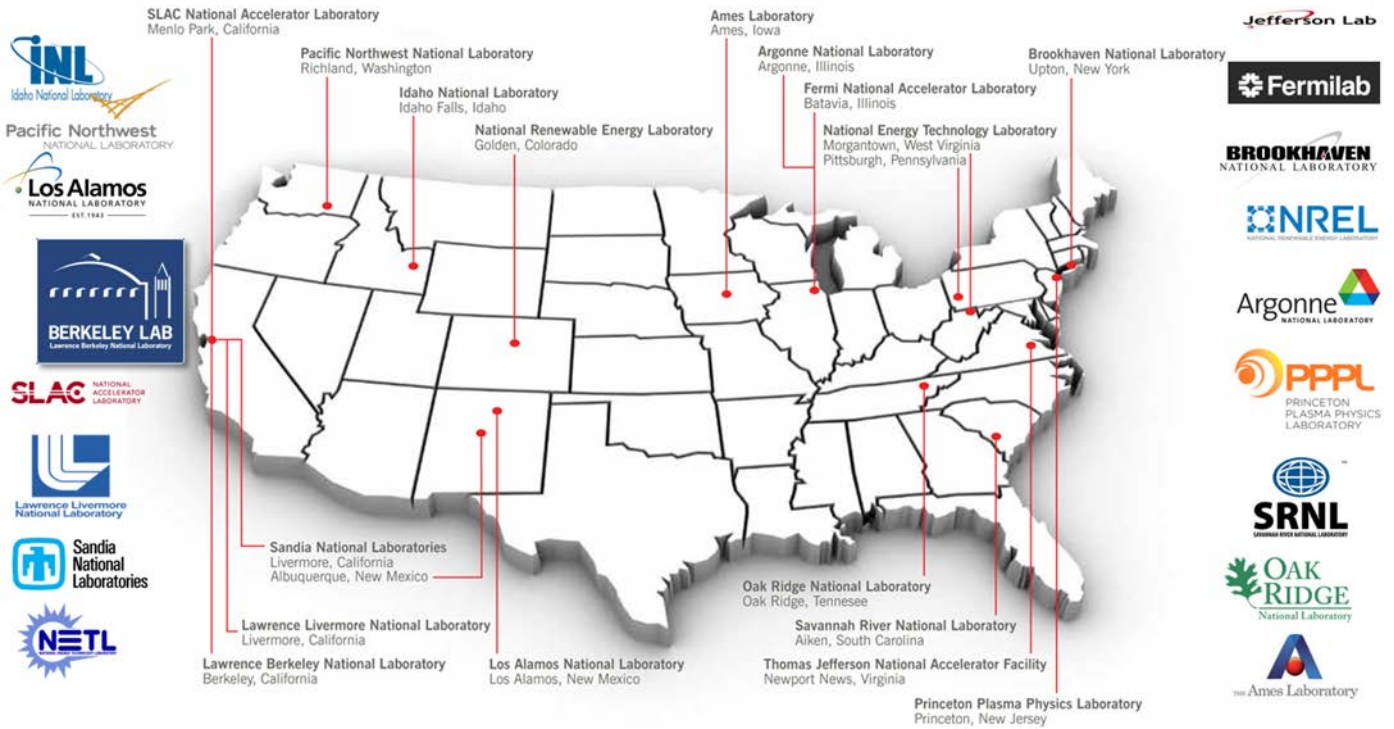 SLAC National Accelerator Laboratory
Menlo Park, California
Pacific Northwest National Laboratory
Richland, Washington
Idaho National Laboratory
Idaho Falls, Idaho
National Renewable Energy Laboratory
Golden, Colorado
Ames Laboratory
Ames, Iowa
Argonne National Laboratory
Argonne, Illinois
Fermi National Accelerator Laboratory
Batavia, Illinois
National Energy Technology Laboratory
Morgantown, West Virginia
Pittsburgh, Pennsylvania
Brookhaven National Laboratory
Upton, New York
INL
Idaho National Laboratory
Pacific Northwest
NATIONAL LABORATORY
Los Alamos
NATIONAL LABORATORY
EST.1943
BERKELEY LAB
Lawrence Berkeley National Laboratory
SLAC
NATIONAL
ACCELERATOR
LABORATORY
Lawrence Livermore
National Laboratory
Sandia
National
Laboratories
NETL
Sandia National Laboratories
Livermore, California
Albuquerque, New Mexico
Lawrence Livermore National Laboratory
Livermore, California
Lawrence Berkeley National Laboratory
Berkeley, California
Los Alamos National Laboratory
Los Alamos, New Mexico
Oak Ridge National Laboratory
Oak Ridge, Tennesee
Savannah River National Laboratory
Aiken, South Carolina
Thomas Jefferson National Accelerator Facility
Newport News, Virginia
Princeton Plasma Physics Laboratory
Princeton, New Jersey
Jefferson Lab
Fermilab
BROOKHAVEN
NATIONAL LABORATORY
NREL
NATIONAL RENEWABLE ENERGY LABORATORY
Argonne
NATIONAL LABORATORY
PPPL
PRINCETON
PLASMA PHYSICS
LABORATORY
SRNL
SAVANNAH RIVER NATIONAL LABORATORY
OAK
RIDGE
National Laboratory
THE Ames Laboratory